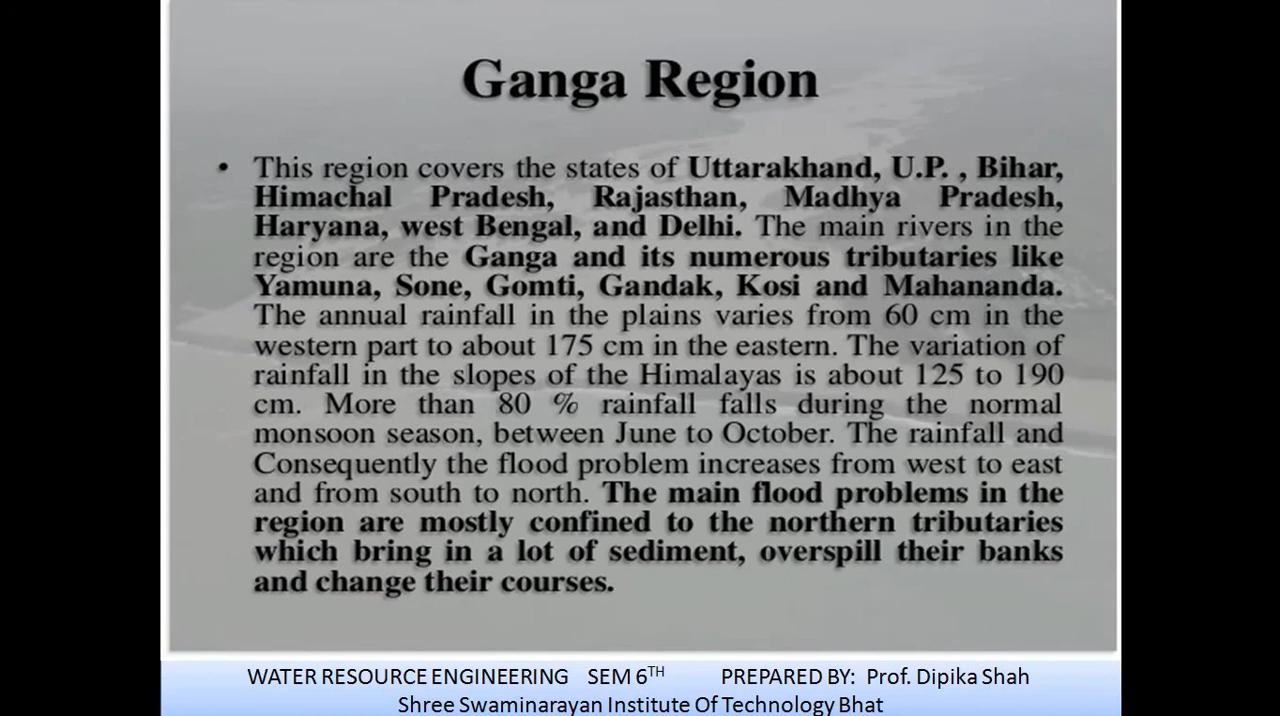 Ganga Region
• This region covers the states of Uttarakhand, U.P. , Bihar,
Himachal Pradesh, Rajasthan, Madhya Pradesh,
Haryana, west Bengal, and Delhi. The main rivers in the
region are the Ganga and its numerous tributaries like
Yamuna, Sone, Gomti, Gandak, Kosi and Mahananda.
The annual rainfall in the plains varies from 60 cm in the
western part to about 175 cm in the eastern. The variation of
rainfall in the slopes of the Himalayas is about 125 to 190
cm. More than 80 % rainfall falls during the normal
monsoon season, between June to October. The rainfall and
Consequently the flood problem increases from west to east
and from south to north. The main flood problems in the
region are mostly confined to the northern tributaries
which bring in a lot of sediment, overspill their banks
and change their courses.
WATER RESOURCE ENGINEERING SEM 6TH PREPARED BY: Prof. Dipika Shah
Shree Swaminarayan Institute Of Technology Bhat